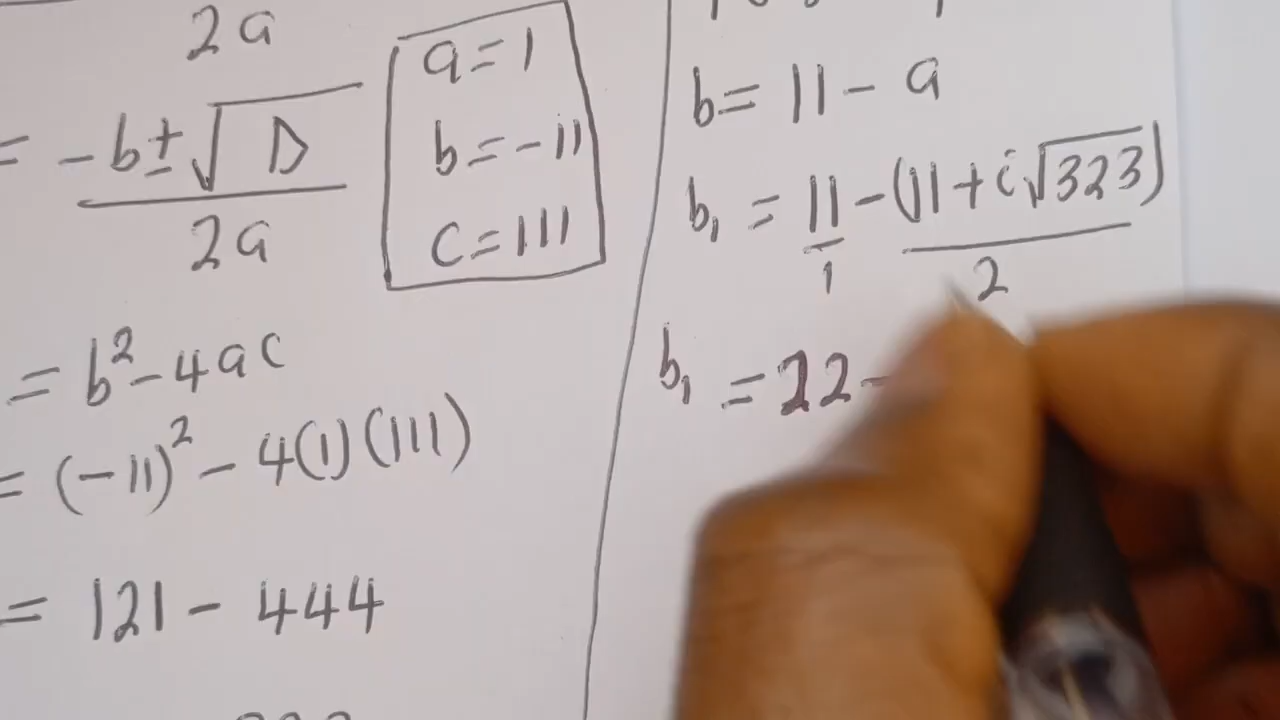 2a
= -b±√D
2a
a=1
b=-11
c=111
= b²-4ac
= (-11)² - 4(1)(111)
= 121 - 444
b= 11- a
b₁ = 11 -(11+i√323)
1 2
b₁ = 22-